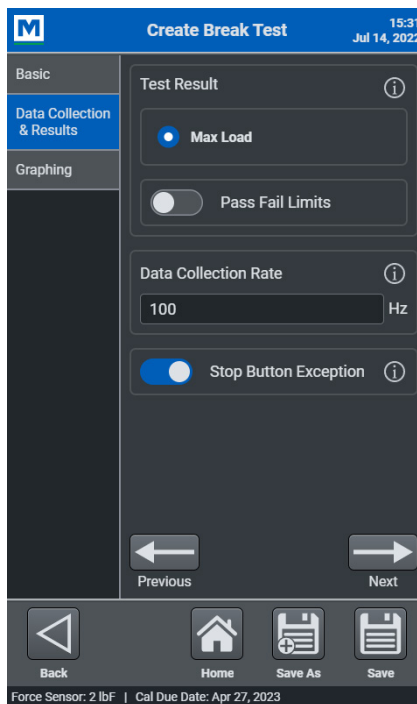 M
Create Break Test
15:31
Jul 14, 2022
Basic
Data Collection
& Results
Graphing
Test Result
Max Load
Pass Fail Limits
Data Collection Rate
100 Hz
Stop Button Exception
Previous
Next
Back
Home
Save As
Save
Force Sensor: 2 lbF | Cal Due Date: Apr 27, 2023